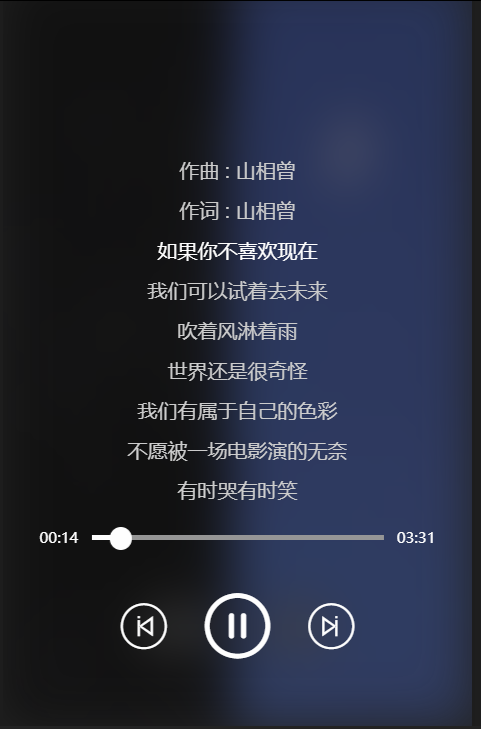 作曲 : 山相曾
作词 : 山相曾
如果你不喜欢现在
我们可以试着去未来
吹着风淋着雨
世界还是很奇怪
我们有属于自己的色彩
不愿被一场电影演的无奈
有时哭有时笑
00:14 03:31